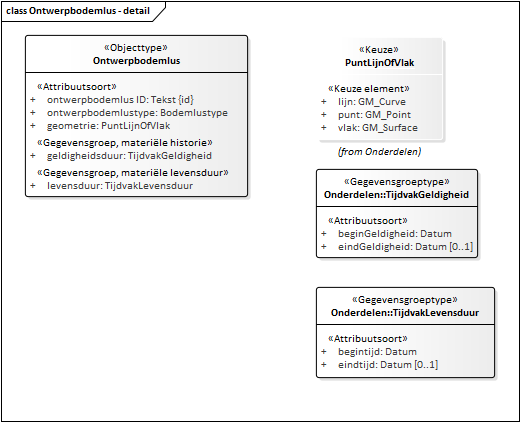 class Ontwerpbodemlus - detail
«Objecttype»
Ontwerpbodemlus
«Attribuutsoort»
+ ontwerpbodemlus ID: Tekst {id}
+ ontwerpbodemlustype: Bodemlustype
+ geometrie: PuntLijnOfVlak
«Gegevensgroep, materiële historie»
+ geldigheidsduur: TijdvakGeldigheid
«Gegevensgroep, materiële levensduur»
+ levensduur: TijdvakLevensduur
«Keuze»
PuntLijnOfVlak
«Keuze element»
+ lijn: GM_Curve
+ punt: GM_Point
+ vlak: GM_Surface
(from Onderdelen)
«Gegevensgroeptype»
Onderdelen::TijdvakGeldigheid
«Attribuutsoort»
+ beginGeldigheid: Datum
+ eindGeldigheid: Datum [0..1]
«Gegevensgroeptype»
Onderdelen::TijdvakLevensduur
«Attribuutsoort»
+ begintijd: Datum
+ eindtijd: Datum [0..1]